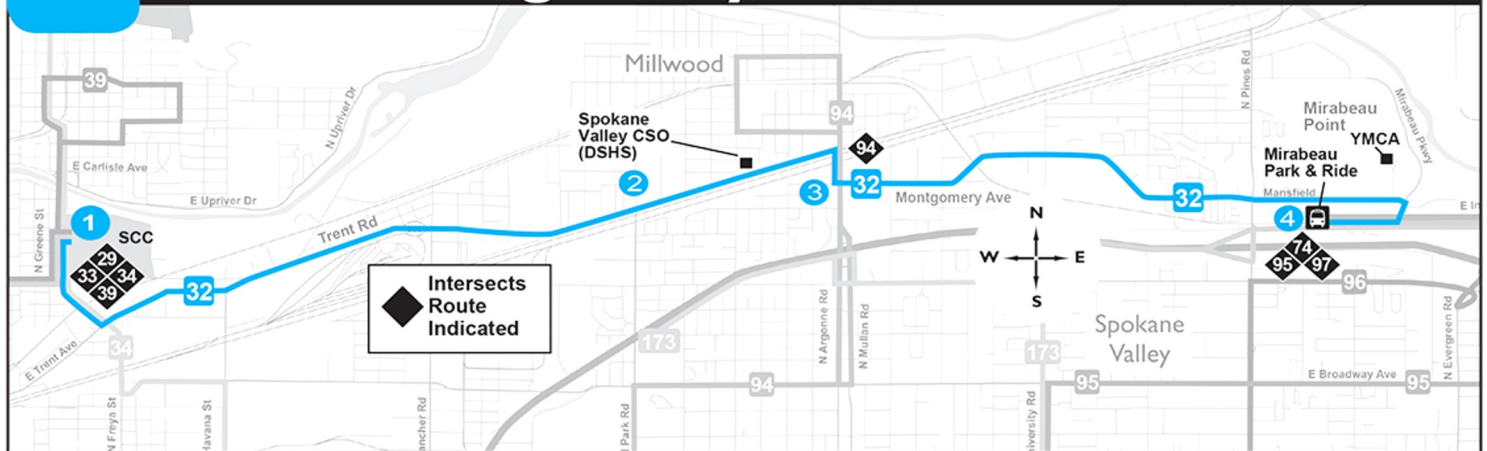 39
Millwood
N Upriver Dr
94
N Pines Rd
Mirabeau
Point
Mirabeau Pkwy
Spokane
Valley CSO
(DSHS)
94
YMCA
Mirabeau
Park & Ride
E Carlisle Ave
2
3
32
Montgomery Ave
32
Mansfield
E Upriver Dr
1
N Greene St
SCC
Trent Rd
4
29
33
34
39
32
74
95
97
N
W
E
S
96
Intersects
Route
Indicated
E Trent Ave
34
173
N Argonne Rd
N Mullan Rd
Spokane
Valley
173
N Evergreen Rd
94
95
E Broadway Ave
95
N Freya St
Havana St
Park Rd